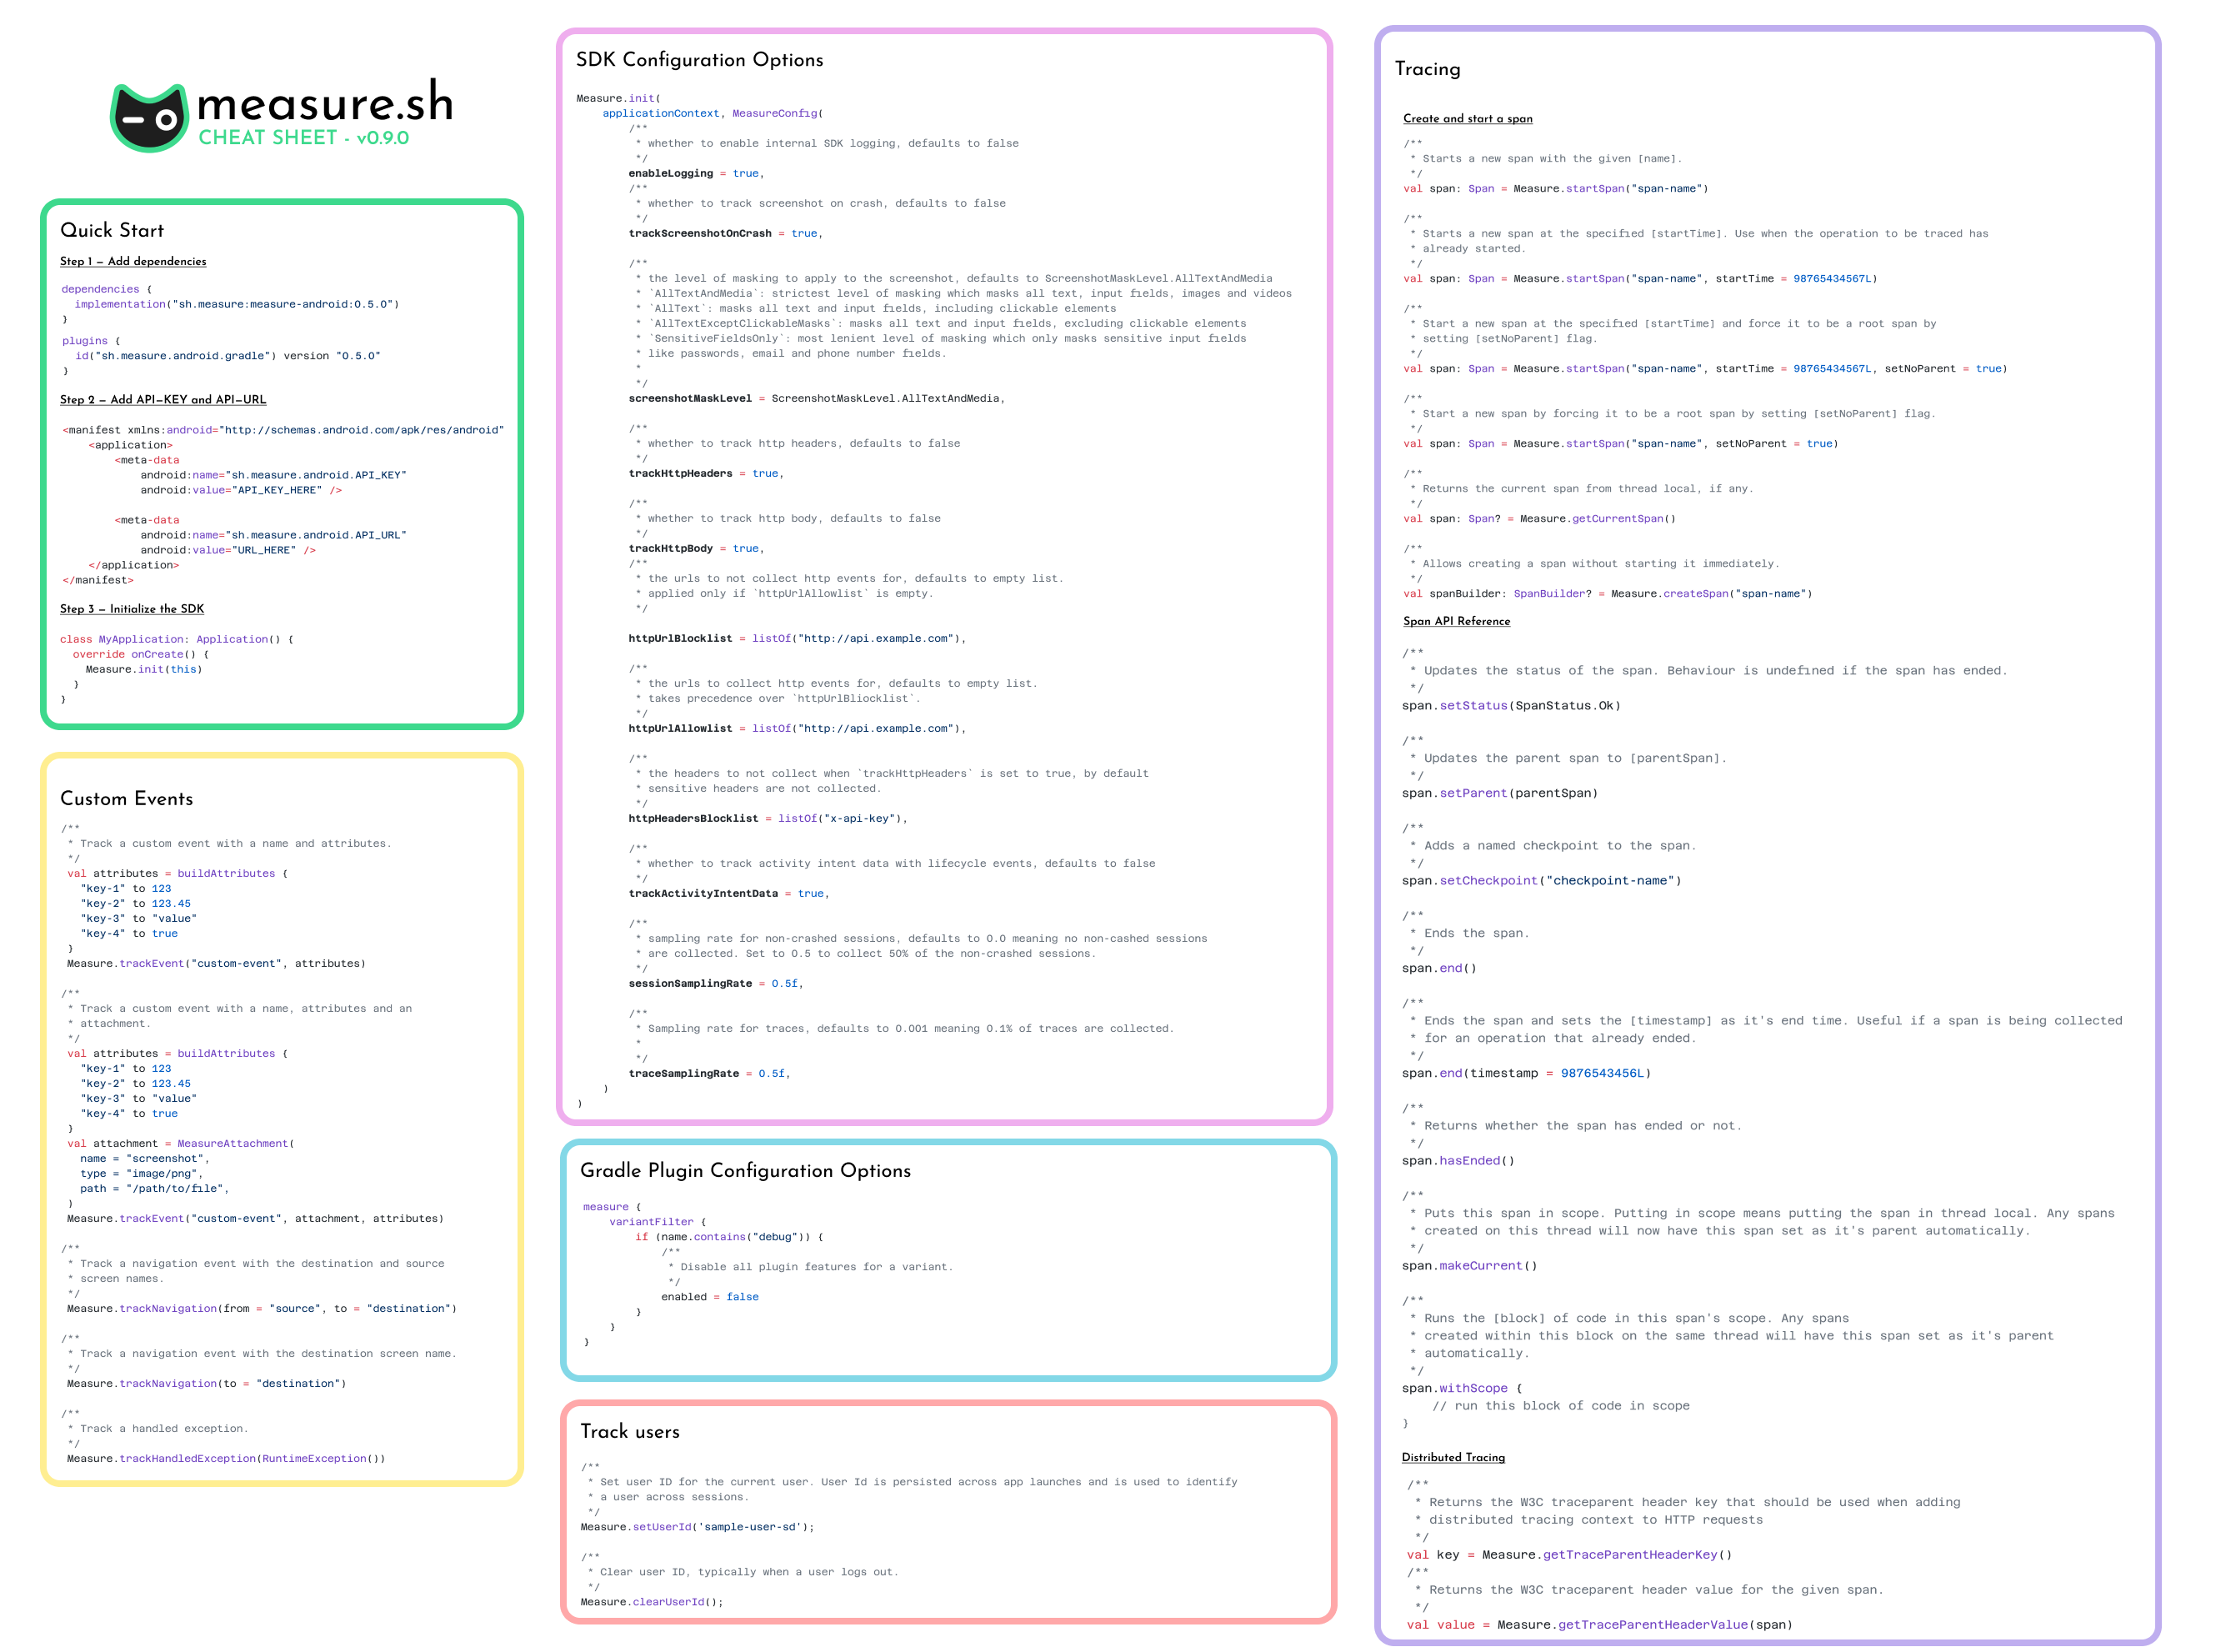 measure.sh
CHEAT SHEET - v0.9.0
Quick Start
Step 1 – Add dependencies
dependencies {
  implementation("sh.measure:measure-android:0.5.0")
}
plugins {
  id("sh.measure.android.gradle") version "0.5.0"
}
Step 2 – Add API–KEY and API–URL
<manifest xmlns:android="http://schemas.android.com/apk/res/android"
    <application>
        <meta-data
            android:name="sh.measure.android.API_KEY"
            android:value="API_KEY_HERE" />
        <meta-data
            android:name="sh.measure.android.API_URL"
            android:value="URL_HERE" />
    </application>
</manifest>
Step 3 – Initialize the SDK
class MyApplication: Application() {
  override onCreate() {
    Measure.init(this)
  }
}
Custom Events
/**
 * Track a custom event with a name and attributes.
 */
 val attributes = buildAttributes {
   "key-1" to 123
   "key-2" to 123.45
   "key-3" to "value"
   "key-4" to true
 }
 Measure.trackEvent("custom-event", attributes)
/**
 * Track a custom event with a name, attributes and an
 * attachment.
 */
 val attributes = buildAttributes {
   "key-1" to 123
   "key-2" to 123.45
   "key-3" to "value"
   "key-4" to true
 }
 val attachment = MeasureAttachment(
   name = "screenshot",
   type = "image/png",
   path = "/path/to/file",
 )
 Measure.trackEvent("custom-event", attachment, attributes)
/**
 * Track a navigation event with the destination and source
 * screen names.
 */
 Measure.trackNavigation(from = "source", to = "destination")
/**
 * Track a navigation event with the destination screen name.
 */
 Measure.trackNavigation(to = "destination")
/**
 * Track a handled exception.
 */
 Measure.trackHandledException(RuntimeException())
SDK Configuration Options
Measure.init(
    applicationContext, MeasureConfig(
        /**
         * whether to enable internal SDK logging, defaults to false
         */
        enableLogging = true,
        /**
         * whether to track screenshot on crash, defaults to false
         */
        trackScreenshotOnCrash = true,
        /**
         * the level of masking to apply to the screenshot, defaults to ScreenshotMaskLevel.AllTextAndMedia
         * `AllTextAndMedia`: strictest level of masking which masks all text, input fields, images and videos
         * `AllText`: masks all text and input fields, including clickable elements
         * `AllTextExceptClickableMasks`: masks all text and input fields, excluding clickable elements
         * `SensitiveFieldsOnly`: most lenient level of masking which only masks sensitive input fields
         * like passwords, email and phone number fields.
         *
         */
        screenshotMaskLevel = ScreenshotMaskLevel.AllTextAndMedia,
        /**
         * whether to track http headers, defaults to false
         */
        trackHttpHeaders = true,
        /**
         * whether to track http body, defaults to false
         */
        trackHttpBody = true,
        /**
         * the urls to not collect http events for, defaults to empty list.
         * applied only if `httpUrlAllowlist` is empty.
         */
        httpUrlBlocklist = listOf("http://api.example.com"),
        /**
         * the urls to collect http events for, defaults to empty list.
         * takes precedence over `httpUrlBliocklist`.
         */
        httpUrlAllowlist = listOf("http://api.example.com"),
        /**
         * the headers to not collect when `trackHttpHeaders` is set to true, by default
         * sensitive headers are not collected.
         */
        httpHeadersBlocklist = listOf("x-api-key"),
        /**
         * whether to track activity intent data with lifecycle events, defaults to false
         */
        trackActivityIntentData = true,
        /**
         * sampling rate for non-crashed sessions, defaults to 0.0 meaning no non-cashed sessions
         * are collected. Set to 0.5 to collect 50% of the non-crashed sessions.
         */
        sessionSamplingRate = 0.5f,
        /**
         * Sampling rate for traces, defaults to 0.001 meaning 0.1% of traces are collected.
         *
         */
        traceSamplingRate = 0.5f,
    )
)
Gradle Plugin Configuration Options
measure {
    variantFilter {
        if (name.contains("debug")) {
            /**
             * Disable all plugin features for a variant.
             */
            enabled = false
        }
    }
}
Track users
/**
 * Set user ID for the current user. User Id is persisted across app launches and is used to identify
 * a user across sessions.
 */
Measure.setUserId('sample-user-sd');
/**
 * Clear user ID, typically when a user logs out.
 */
Measure.clearUserId();
Tracing
Create and start a span
/**
 * Starts a new span with the given [name].
 */
val span: Span = Measure.startSpan("span-name")
/**
 * Starts a new span at the specified [startTime]. Use when the operation to be traced has
 * already started.
 */
val span: Span = Measure.startSpan("span-name", startTime = 98765434567L)
/**
 * Start a new span at the specified [startTime] and force it to be a root span by
 * setting [setNoParent] flag.
 */
val span: Span = Measure.startSpan("span-name", startTime = 98765434567L, setNoParent = true)
/**
 * Start a new span by forcing it to be a root span by setting [setNoParent] flag.
 */
val span: Span = Measure.startSpan("span-name", setNoParent = true)
/**
 * Returns the current span from thread local, if any.
 */
val span: Span? = Measure.getCurrentSpan()
/**
 * Allows creating a span without starting it immediately.
 */
val spanBuilder: SpanBuilder? = Measure.createSpan("span-name")
Span API Reference
/**
 * Updates the status of the span. Behaviour is undefined if the span has ended.
 */
span.setStatus(SpanStatus.Ok)
/**
 * Updates the parent span to [parentSpan].
 */
span.setParent(parentSpan)
/**
 * Adds a named checkpoint to the span.
 */
span.setCheckpoint("checkpoint-name")
/**
 * Ends the span.
 */
span.end()
/**
 * Ends the span and sets the [timestamp] as it's end time. Useful if a span is being collected
 * for an operation that already ended.
 */
span.end(timestamp = 9876543456L)
/**
 * Returns whether the span has ended or not.
 */
span.hasEnded()
/**
 * Puts this span in scope. Putting in scope means putting the span in thread local. Any spans
 * created on this thread will now have this span set as it's parent automatically.
 */
span.makeCurrent()
/**
 * Runs the [block] of code in this span's scope. Any spans
 * created within this block on the same thread will have this span set as it's parent
 * automatically.
 */
span.withScope {
    // run this block of code in scope
}
Distributed Tracing
/**
 * Returns the W3C traceparent header key that should be used when adding
 * distributed tracing context to HTTP requests
 */
val key = Measure.getTraceParentHeaderKey()
/**
 * Returns the W3C traceparent header value for the given span.
 */
val value = Measure.getTraceParentHeaderValue(span)